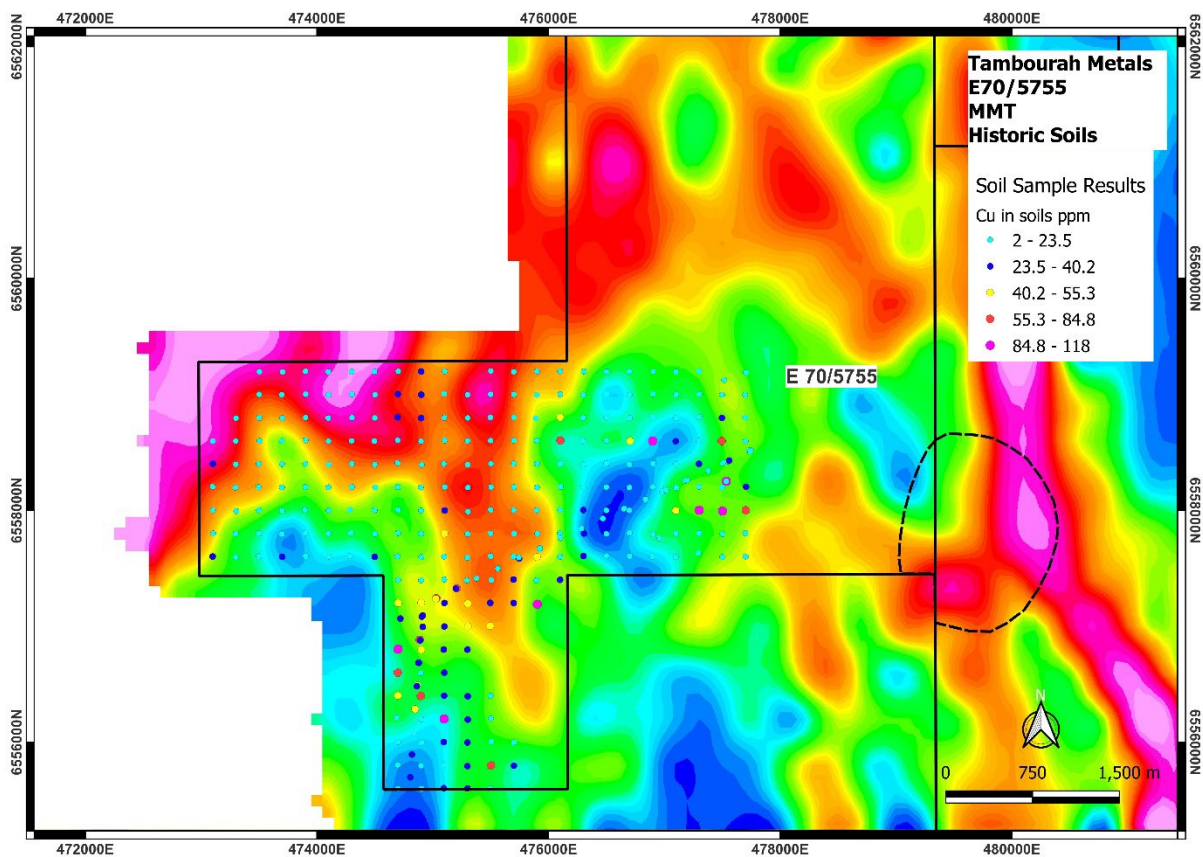 472000E 474000E 476000E 478000E 480000E
6562000N 6562000N
Tambourah Metals
E70/5755
MMT
Historic Soils
Soil Sample Results
Cu in soils ppm
2 - 23.5
23.5 - 40.2
40.2 - 55.3
55.3 - 84.8
84.8 - 118
6560000N 6560000N
E 70/5755
6558000N 6558000N
6556000N 6556000N
N
0 750 1,500 m
472000E 474000E 476000E 478000E 480000E